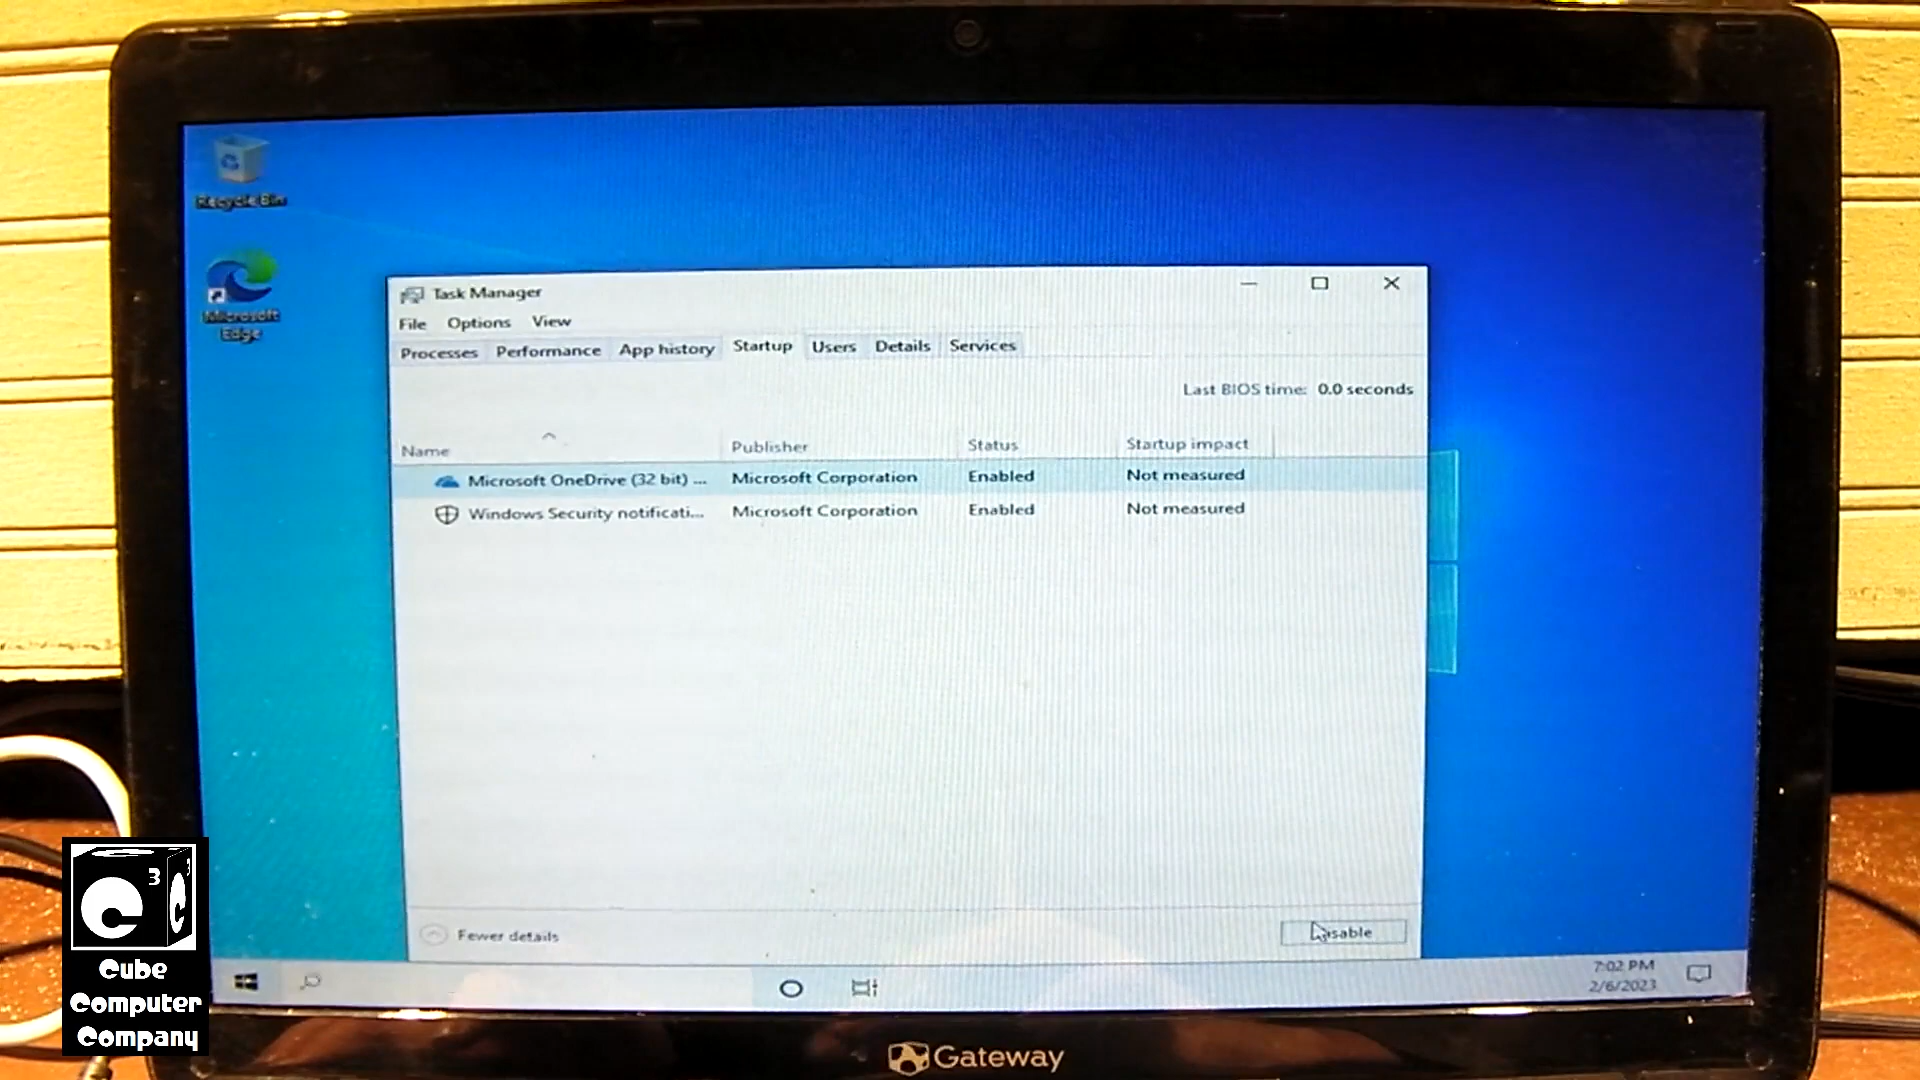 Recycle Bin
Microsoft
Edge
Task Manager
File Options View
Processes Performance App history Startup Users Details Services
Last BIOS time: 0.0 seconds
Name Publisher Status Startup impact
Microsoft OneDrive (32 bit) ... Microsoft Corporation Enabled Not measured
Windows Security notificati... Microsoft Corporation Enabled Not measured
Fewer details
Disable
7:02 PM
2/6/2023
C 3 C 3
Cube
Computer
Company
Gateway